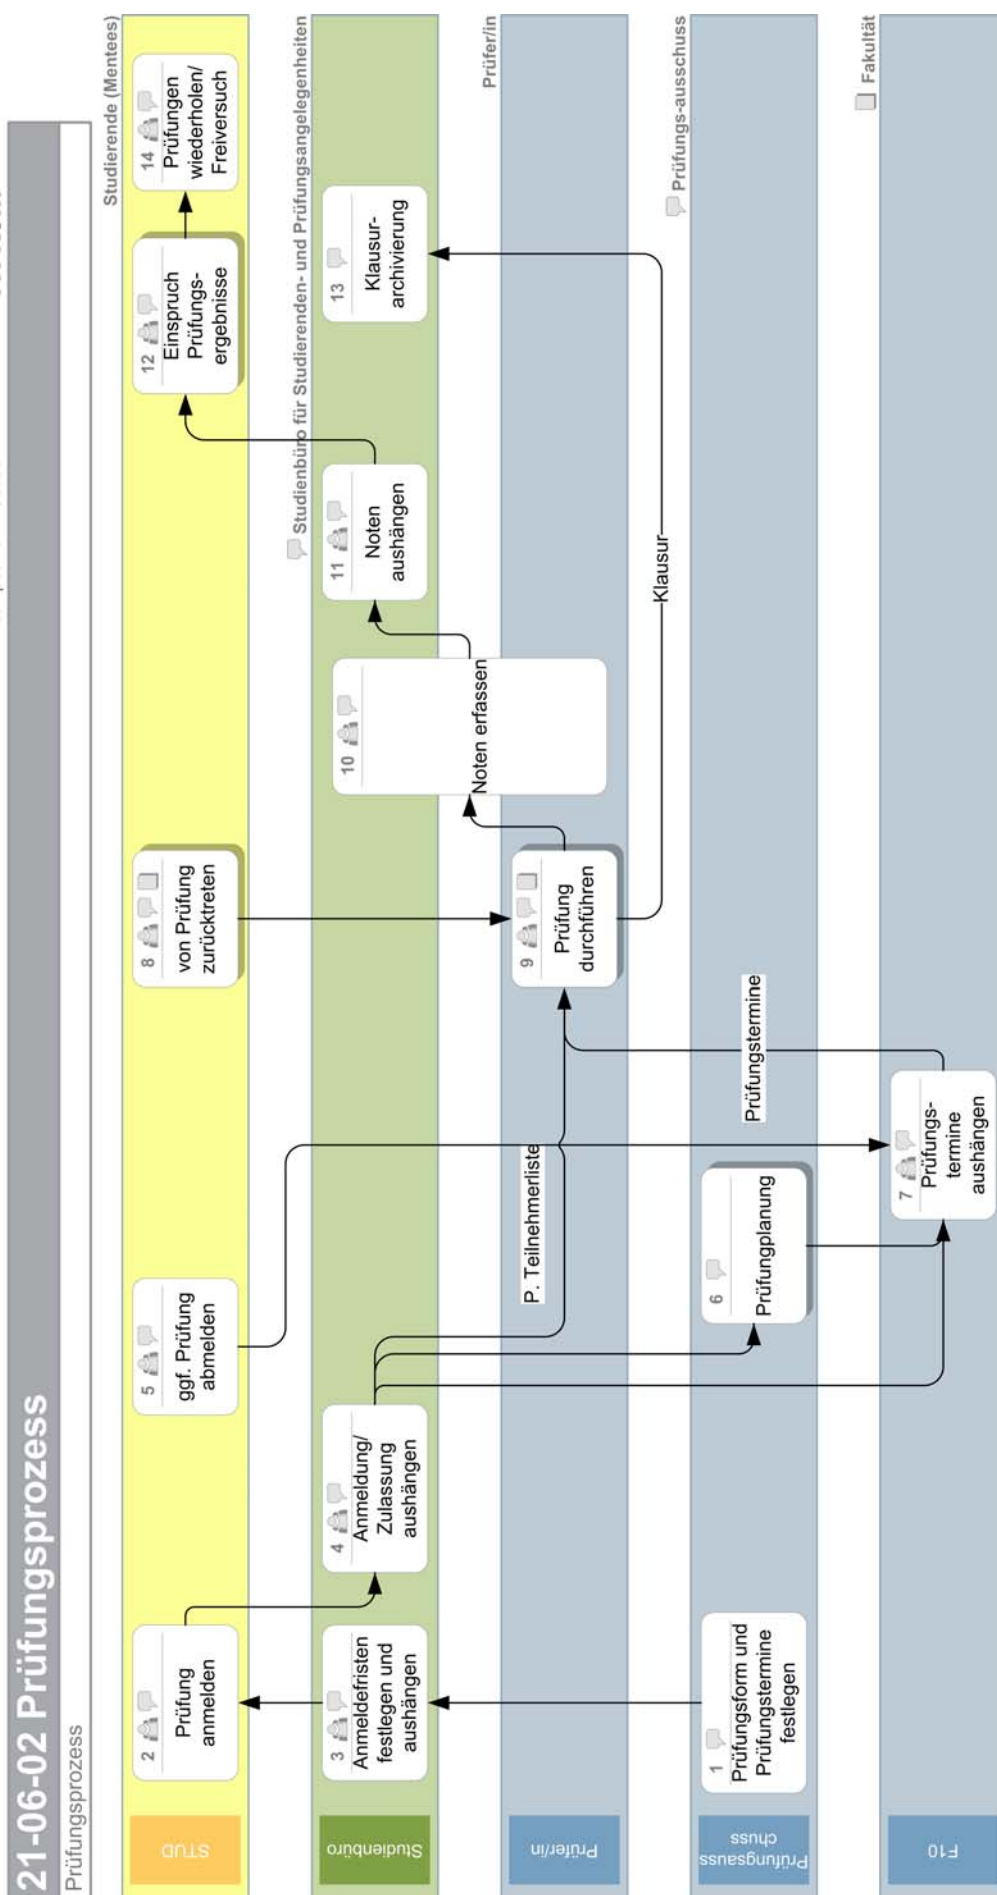 21-06-02 Prüfungsprozess
Prüfungsprozess
STUD
Studierende (Mentees)
2
Prüfung
anmelden
5
ggf. Prüfung
abmelden
8
von Prüfung
zurücktreten
12
Einspruch
Prüfungs-
ergebnisse
14
Prüfungen
wiederholen/
Freiversuch
Studienbüro
Studienbüro für Studierenden- und Prüfungsangelegenheiten
3
Anmeldefristen
festlegen und
aushängen
4
Anmeldung/
Zulassung
aushängen
10
Noten erfassen
11
Noten
aushängen
13
Klausur-
archivierung
Prüfer/in
Prüfer/in
P. Teilnehmerliste
9
Prüfung
durchführen
Klausur
Prüfungsauss
chuss
Prüfungs-ausschuss
1
Prüfungsform und
Prüfungstermine
festlegen
6
Prüfungplanung
Prüfungstermine
F10
Fakultät
7
Prüfungs-
termine
aushängen